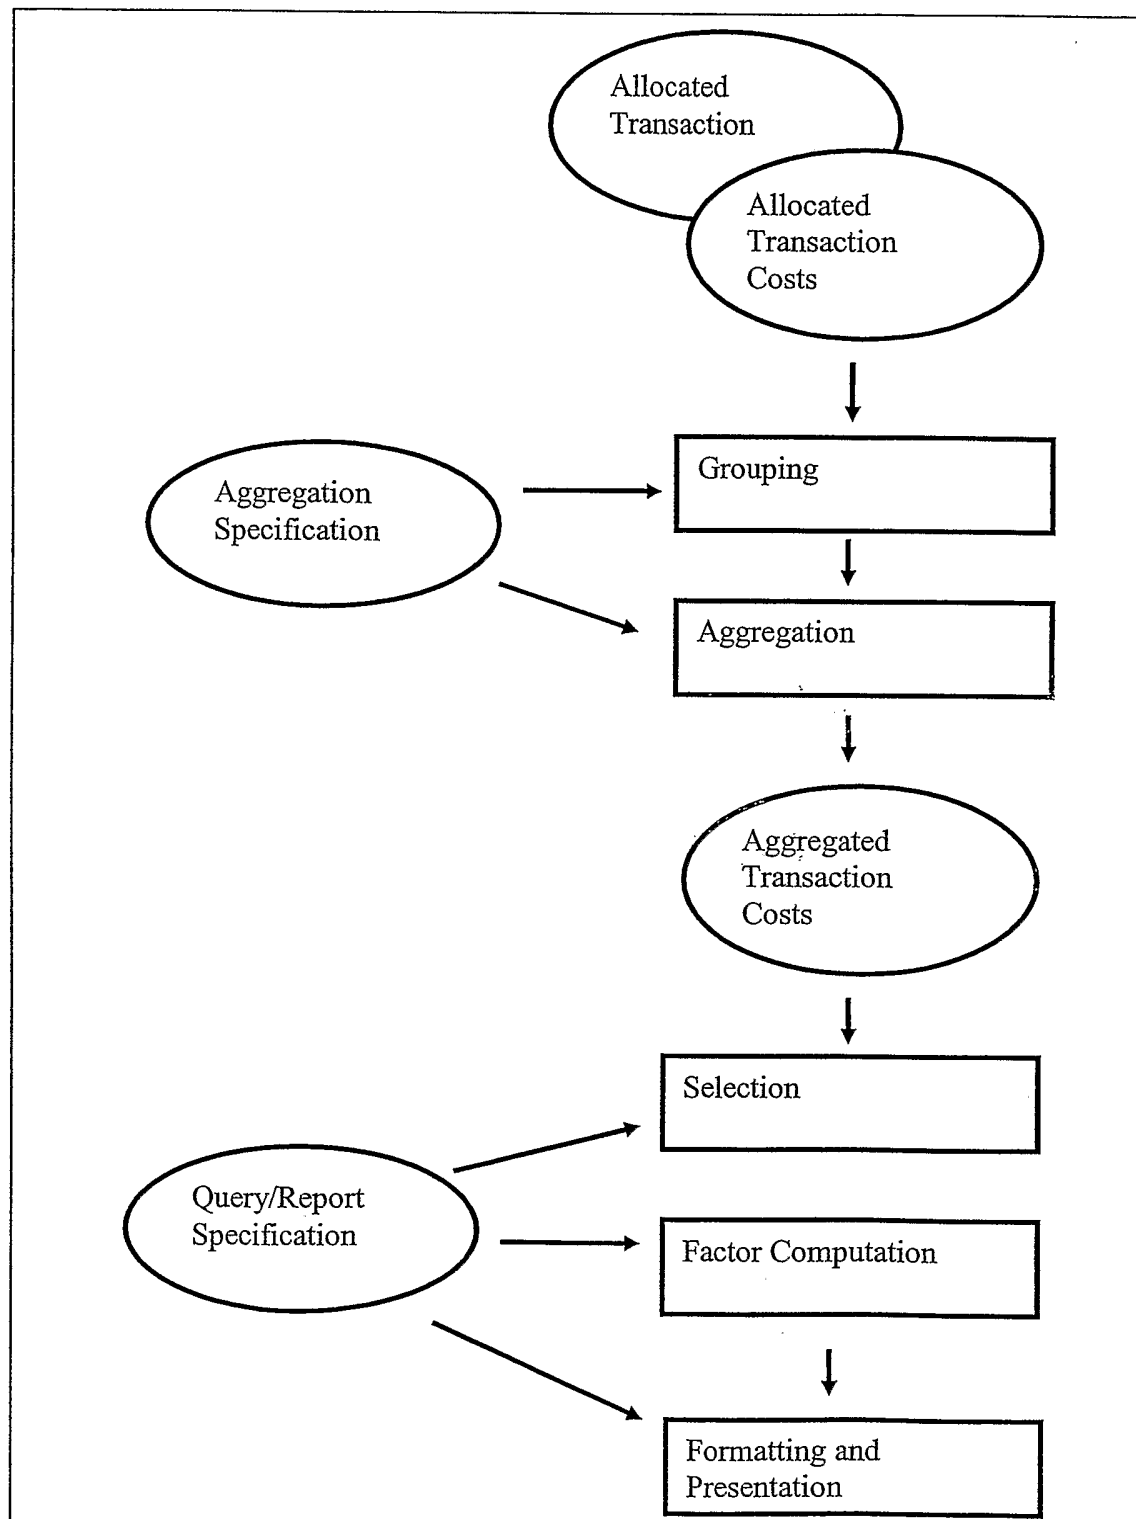 Allocated
Transaction
Allocated
Transaction
Costs
Grouping
Aggregation
Specification
Aggregation
Aggregated
Transaction
Costs
Selection
Query/Report
Specification
Factor Computation
Formatting and
Presentation